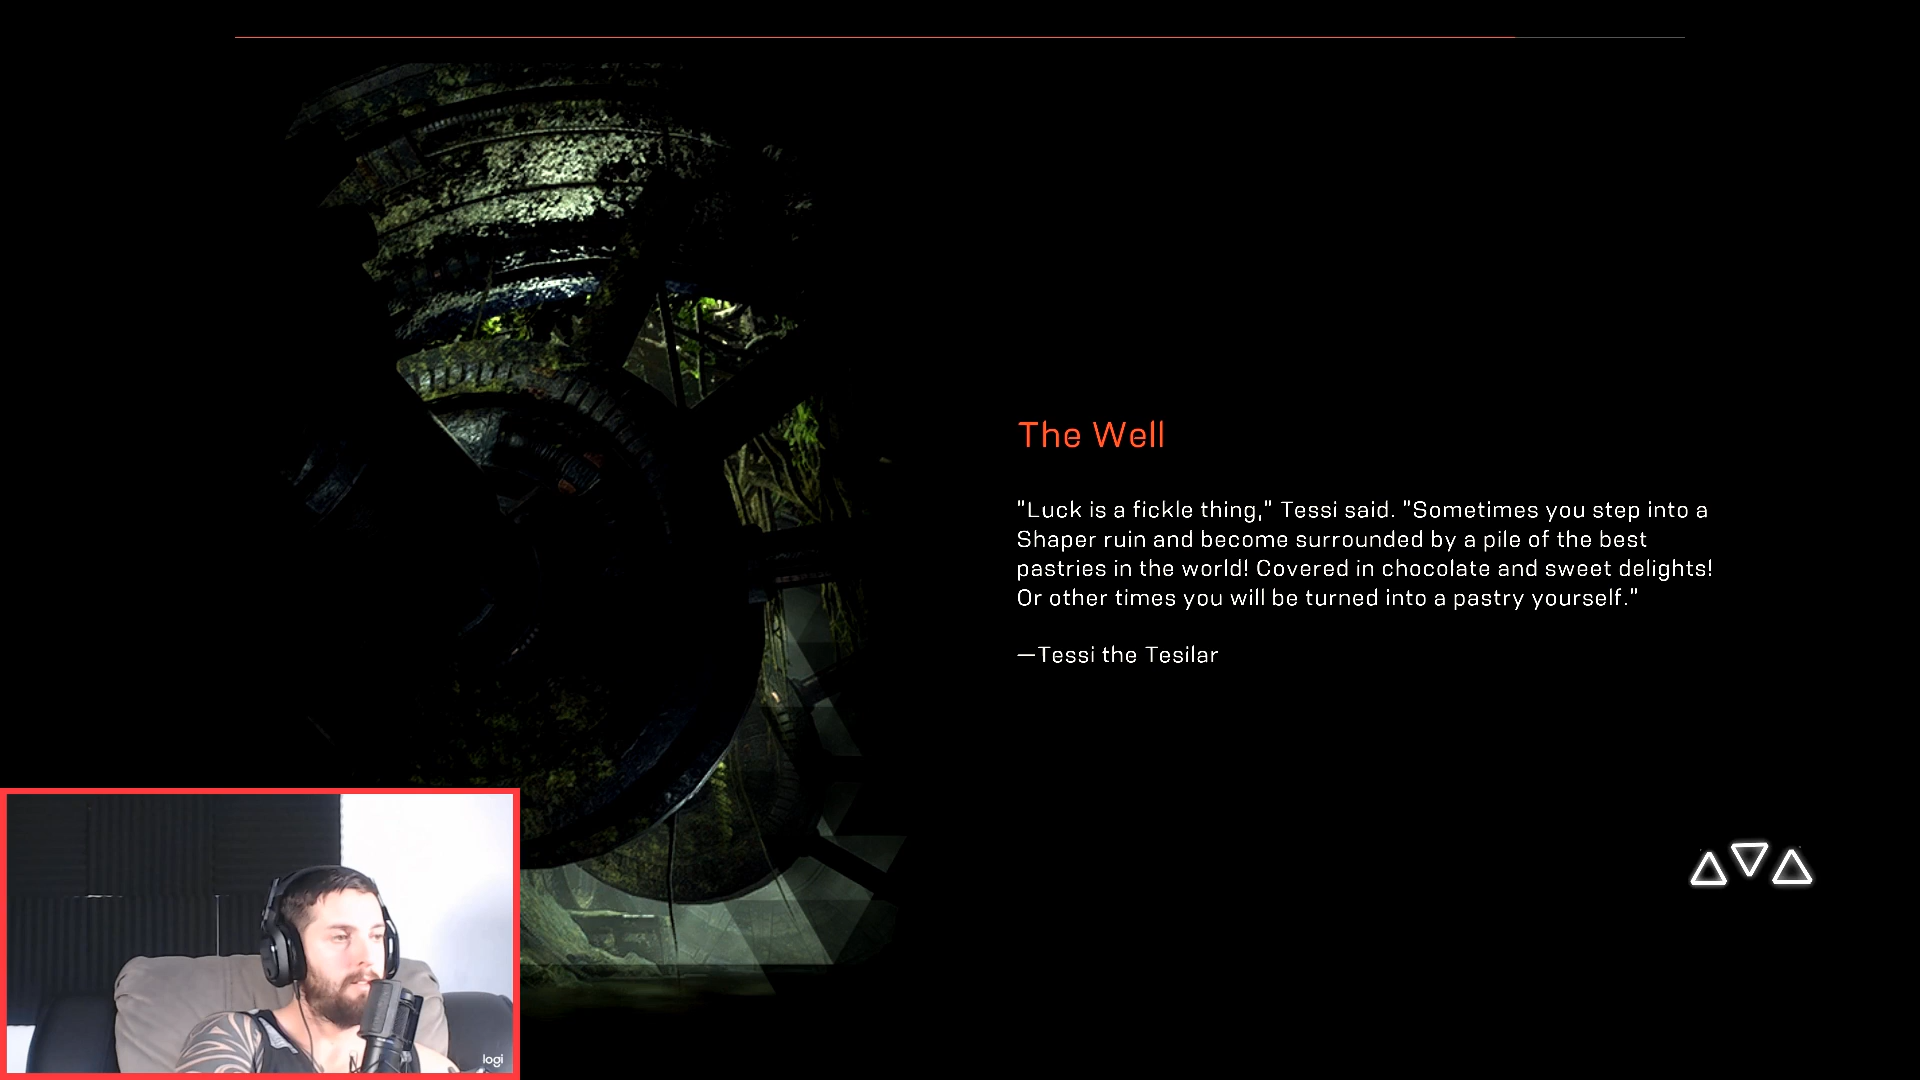 The Well
"Luck is a fickle thing," Tessi said. "Sometimes you step into a
Shaper ruin and become surrounded by a pile of the best
pastries in the world! Covered in chocolate and sweet delights!
Or other times you will be turned into a pastry yourself."
—Tessi the Tesilar
logi